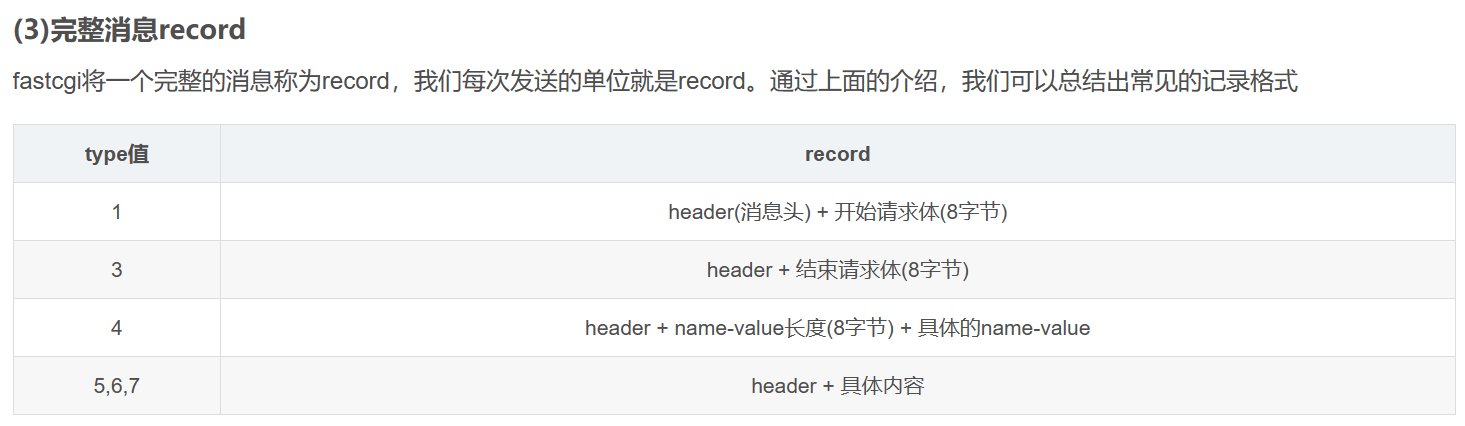 (3)完整消息record
fastcgi将一个完整的消息称为record，我们每次发送的单位就是record。通过上面的介绍，我们可以总结出常见的记录格式
type值 record
1 header(消息头) + 开始请求体(8字节)
3 header + 结束请求体(8字节)
4 header + name-value长度(8字节) + 具体的name-value
5,6,7 header + 具体内容